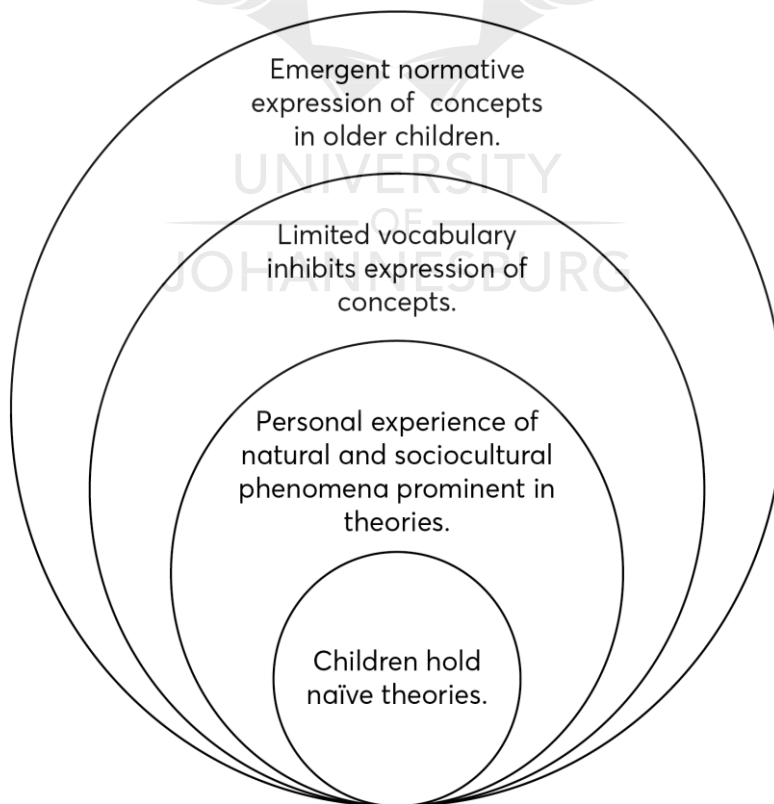 Emergent normative
expression of concepts
in older children.
UNIVERSITY
OF
JOHANNESBURG
Limited vocabulary
inhibits expression of
concepts.
Personal experience of
natural and sociocultural
phenomena prominent in
theories.
Children hold
naïve theories.